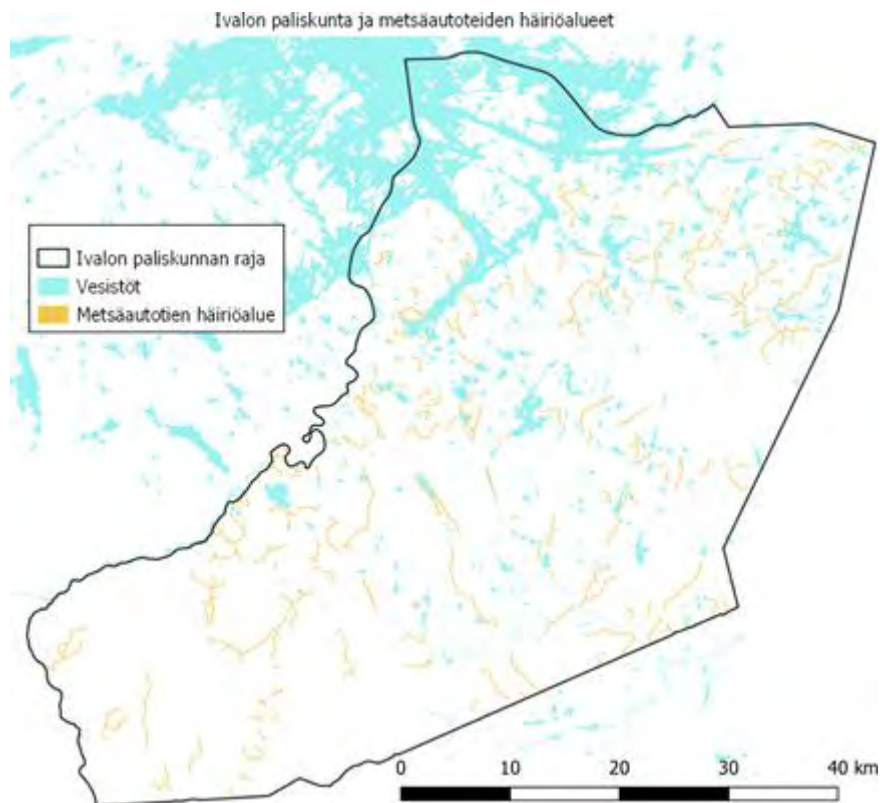 Ivalon paliskunta ja metsäautoteiden häiriöalueet
Ivalon paliskunnan raja
Vesistöt
Metsäautotien häiriöalue
0 10 20 30 40 km